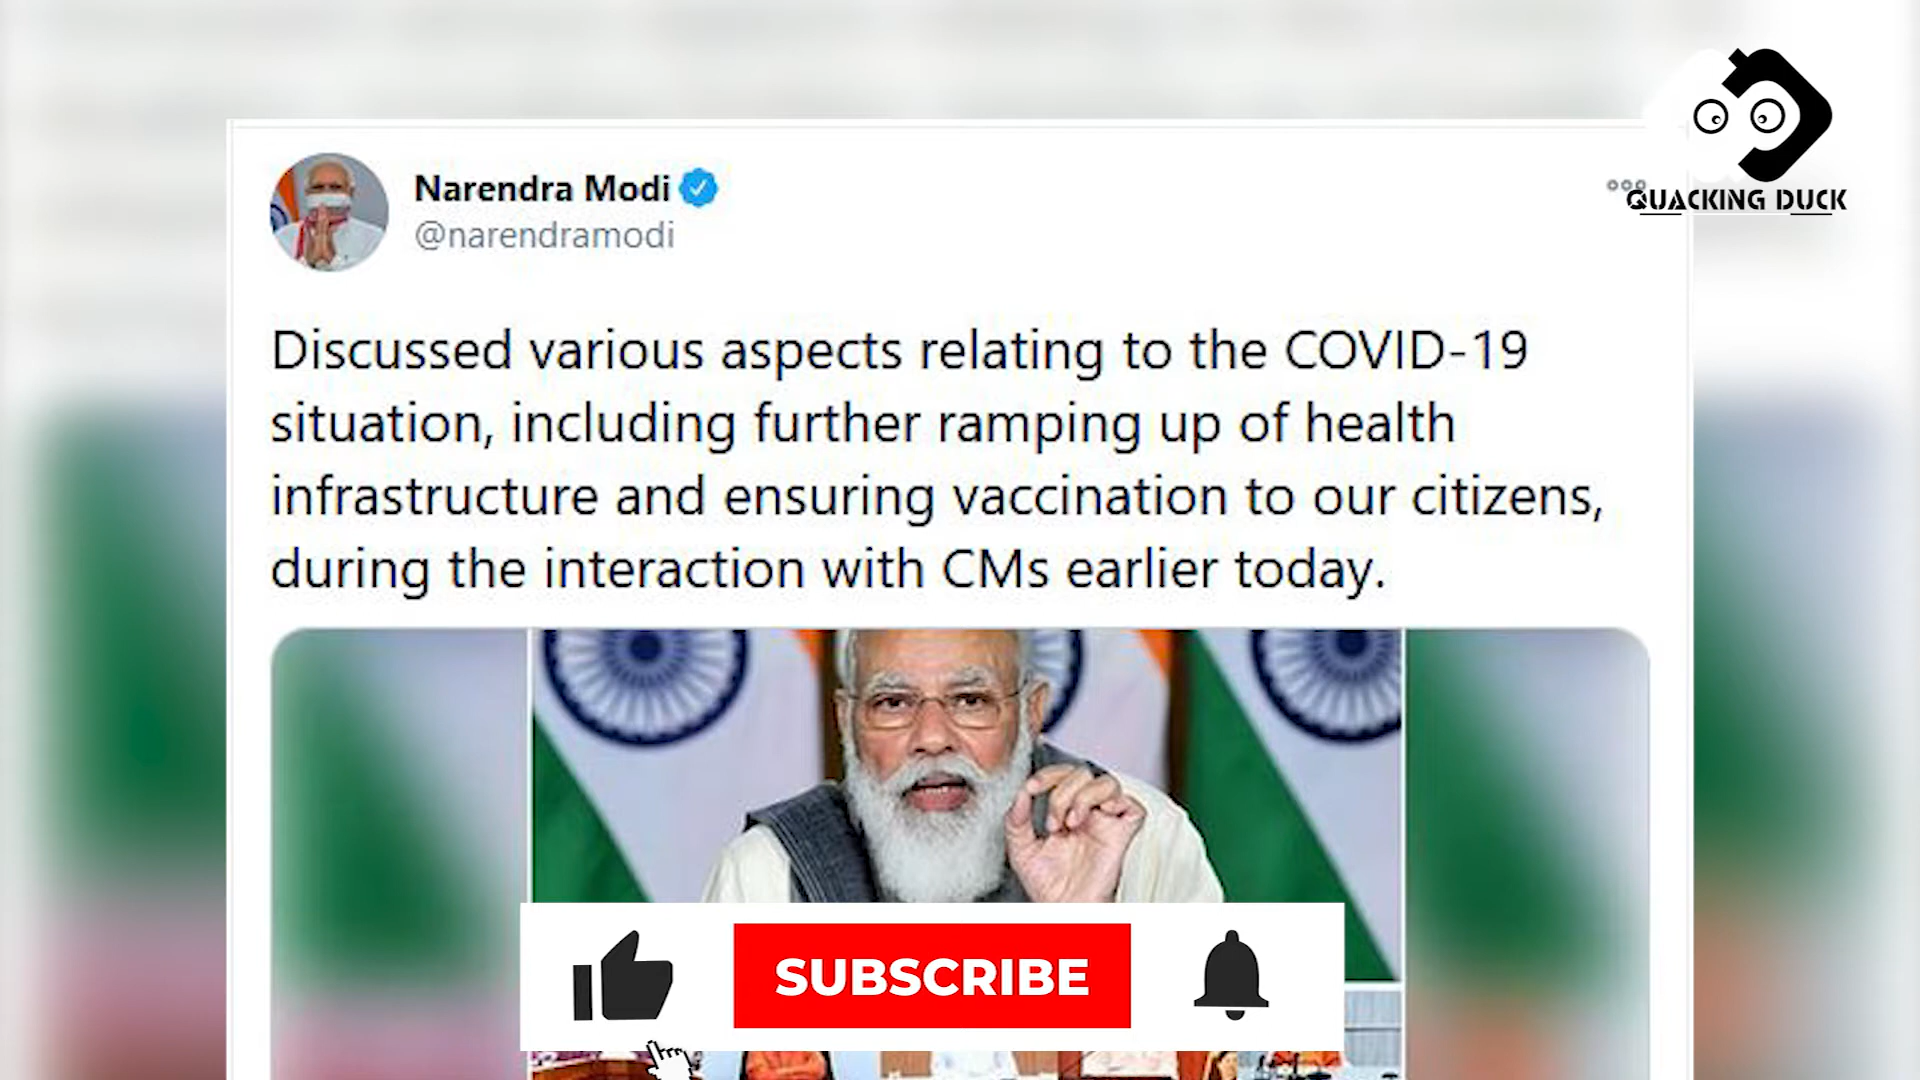 Narendra Modi
@narendramodi
QUACKING DUCK
Discussed various aspects relating to the COVID-19
situation, including further ramping up of health
infrastructure and ensuring vaccination to our citizens,
during the interaction with CMs earlier today.
SUBSCRIBE